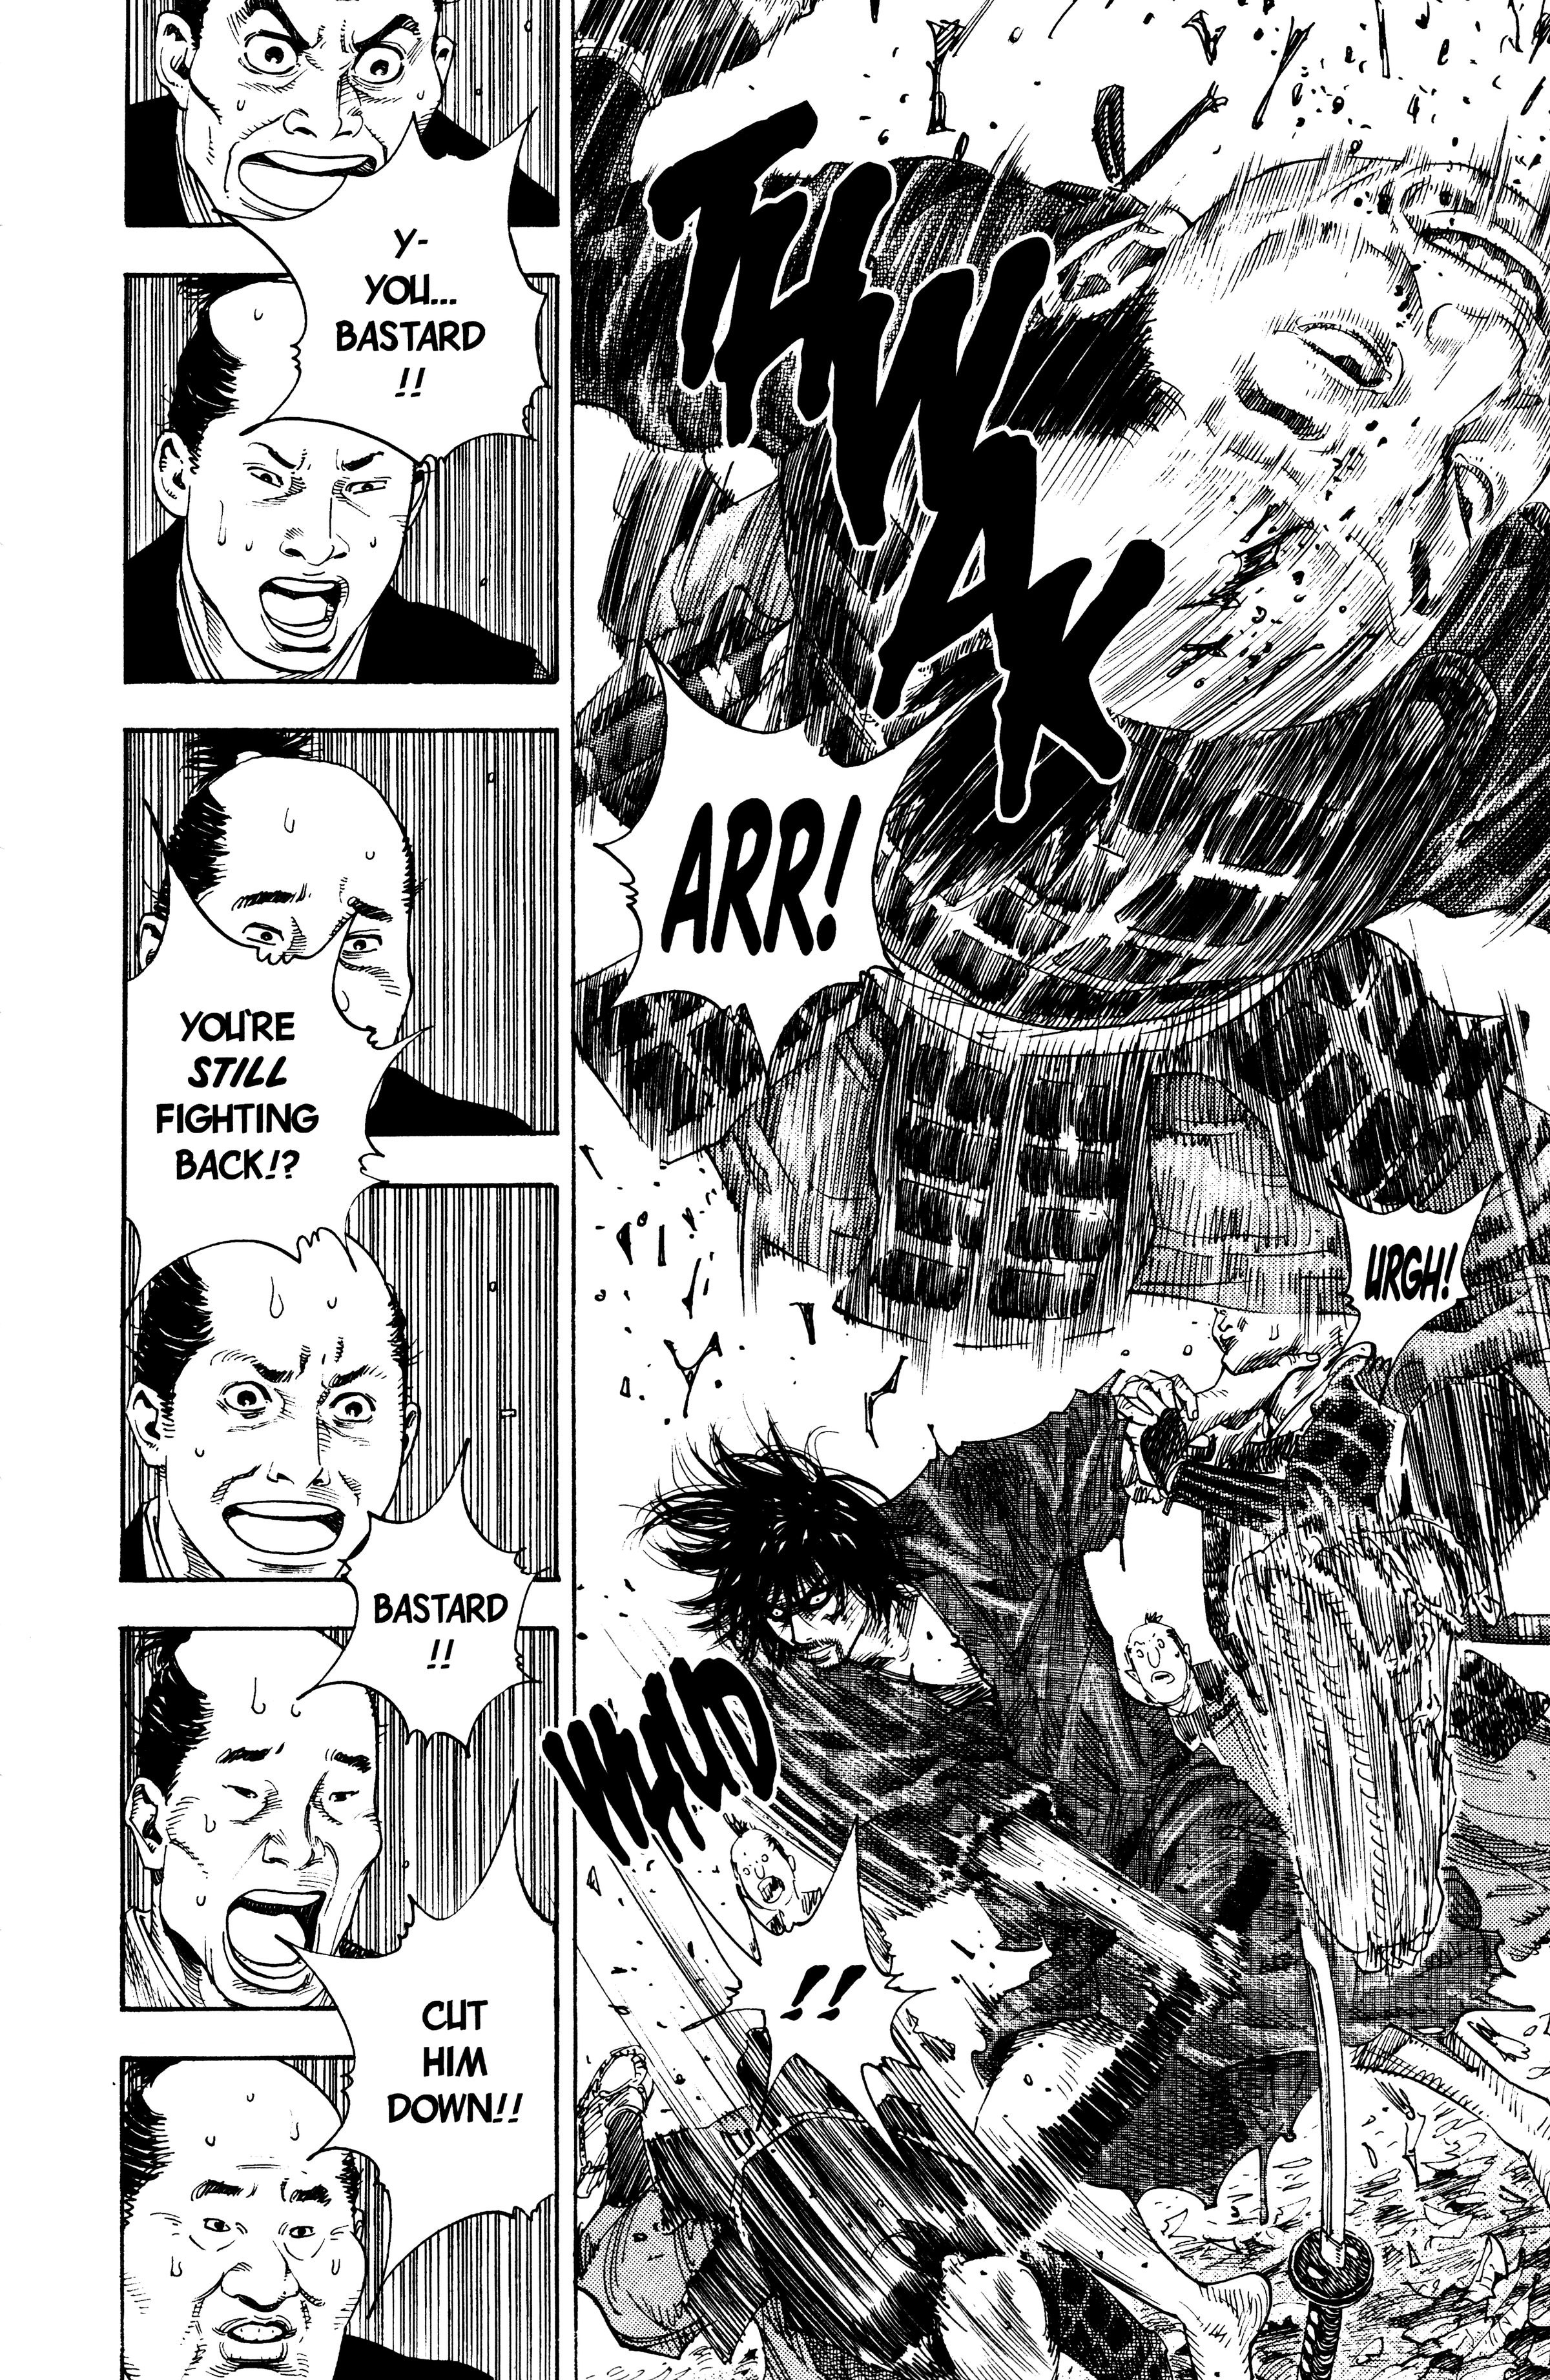 THWAK
ARR!
URGH!
WHUD
!!
Y-
YOU...
BASTARD
!!
YOU'RE
STILL
FIGHTING
BACK!?
BASTARD
!!
CUT
HIM
DOWN!!